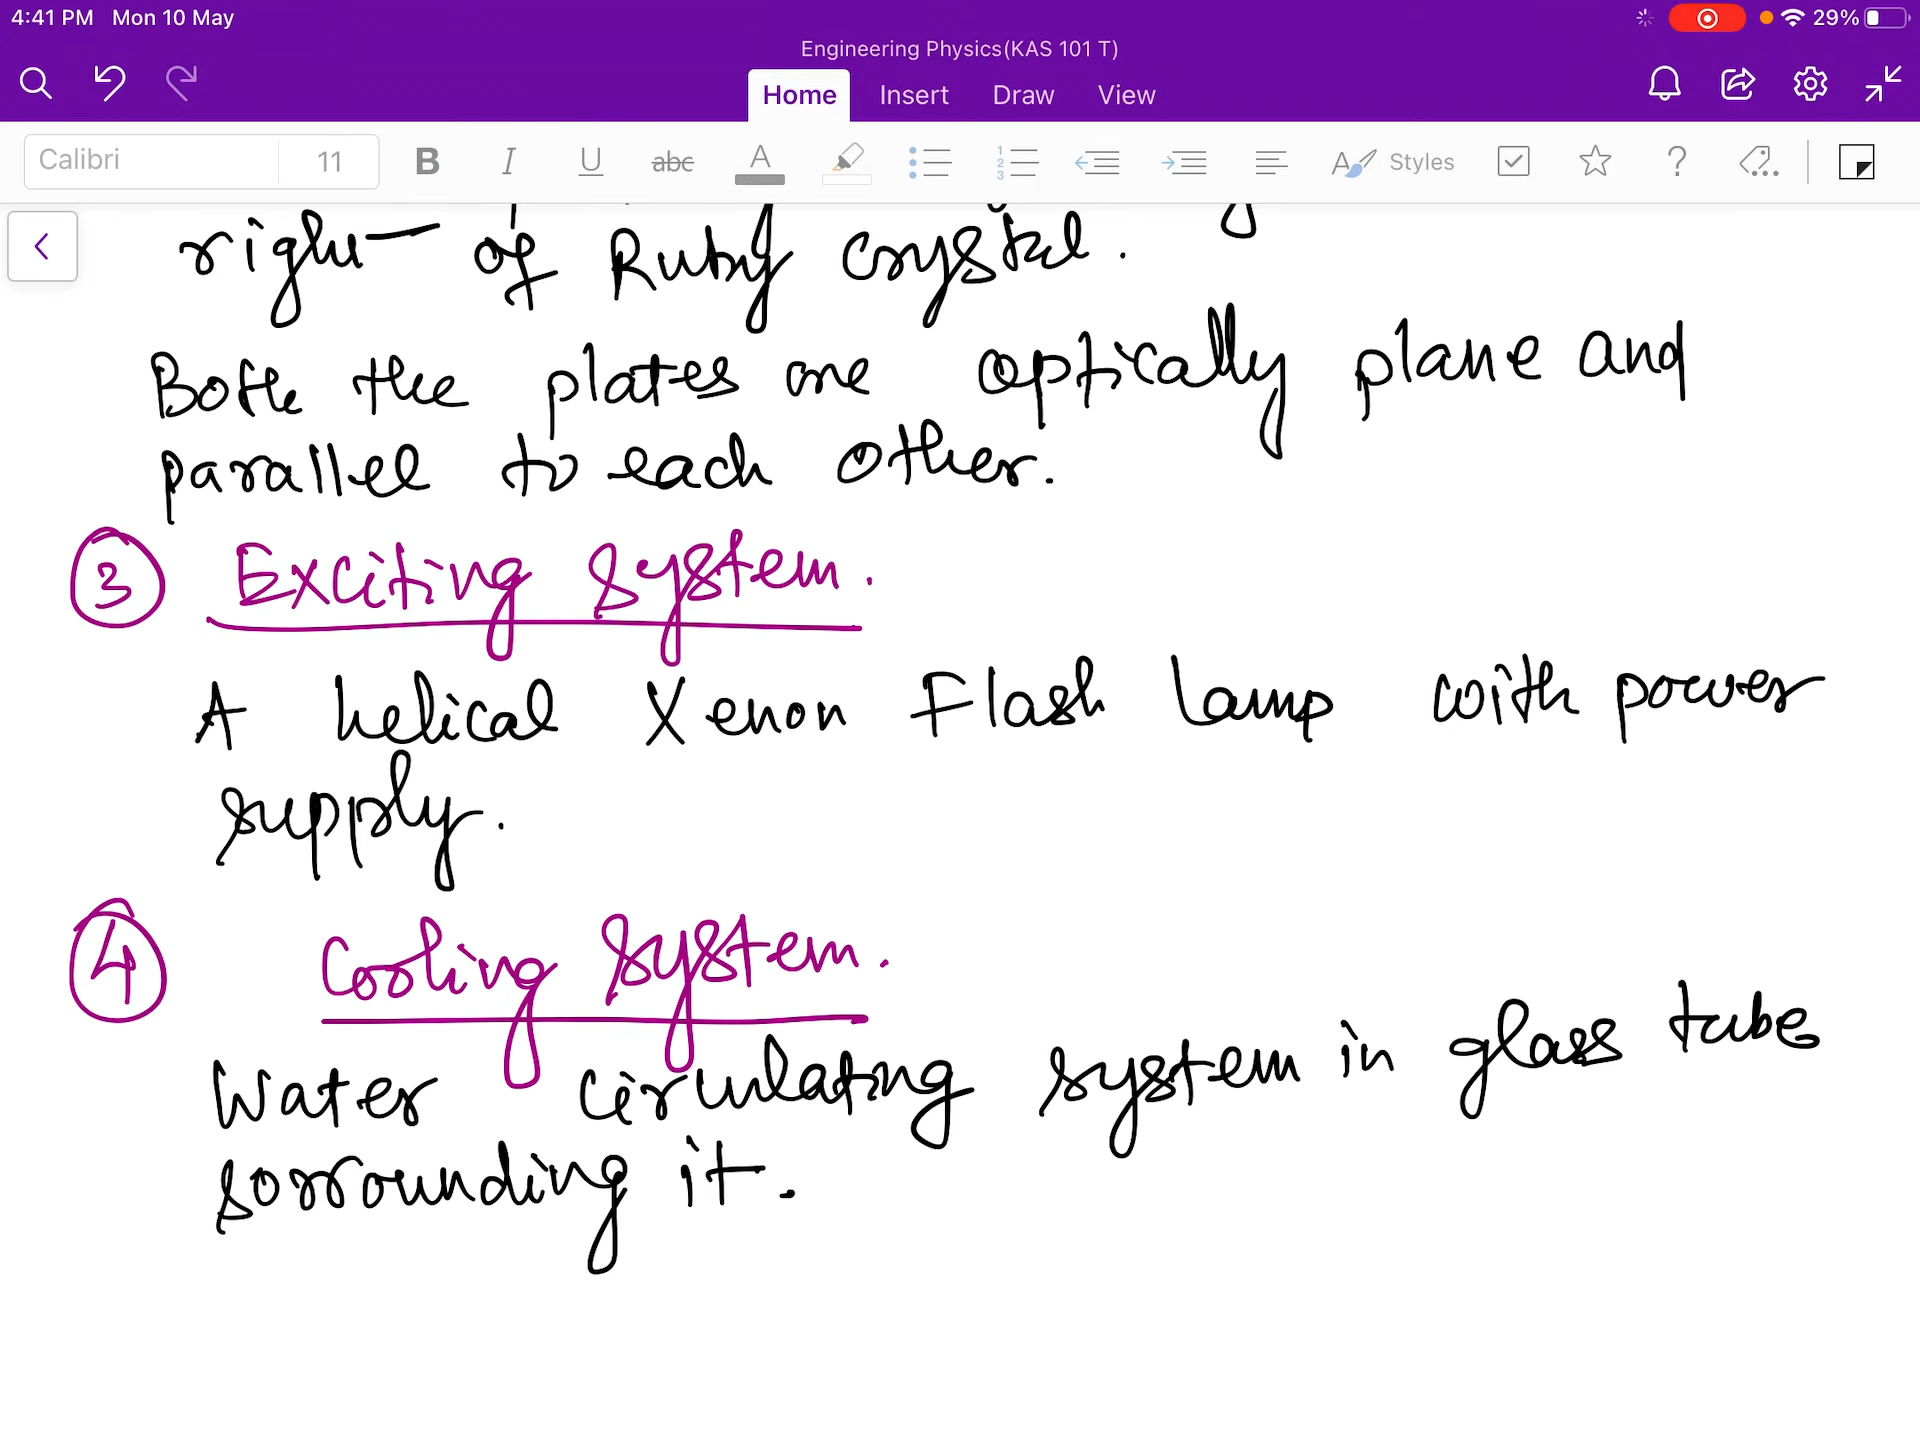 4:41 PM Mon 10 May 29%
Engineering Physics(KAS 101 T)
Home Insert Draw View
Calibri 11 B I U abc A Styles
right of Ruby crystal.
Both the plates are optically plane and
parallel to each other.
3 Exciting system.
A helical Xenon Flash lamp with power
supply.
4 Cooling system.
Water circulating system in glass tube
sorrounding it.